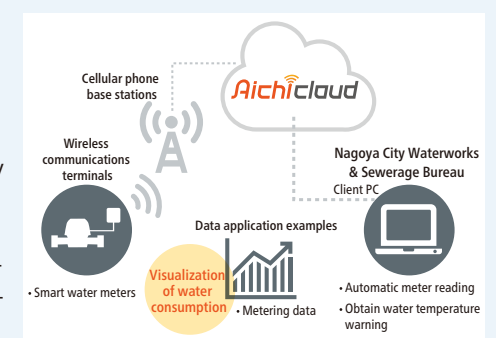 Aichicloud
Cellular phone
base stations
Wireless
communications
terminals
• Smart water meters
Nagoya City Waterworks
& Sewerage Bureau
Client PC
• Automatic meter reading
• Obtain water temperature
warning
Data application examples
Visualization
of water
consumption
• Metering data